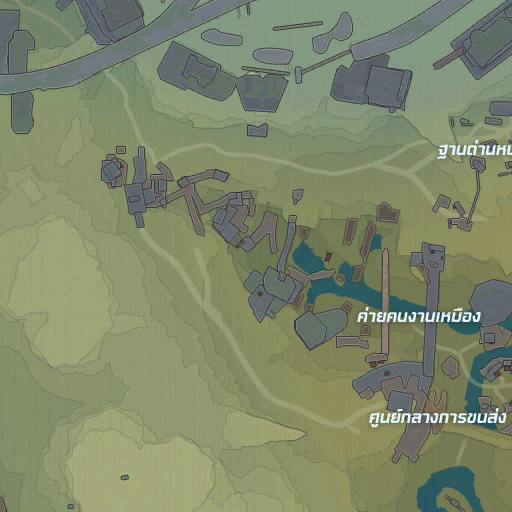 ฐานด่านหน
ค่ายคนงานเหมือง
ศูนย์กลางการขนส่ง